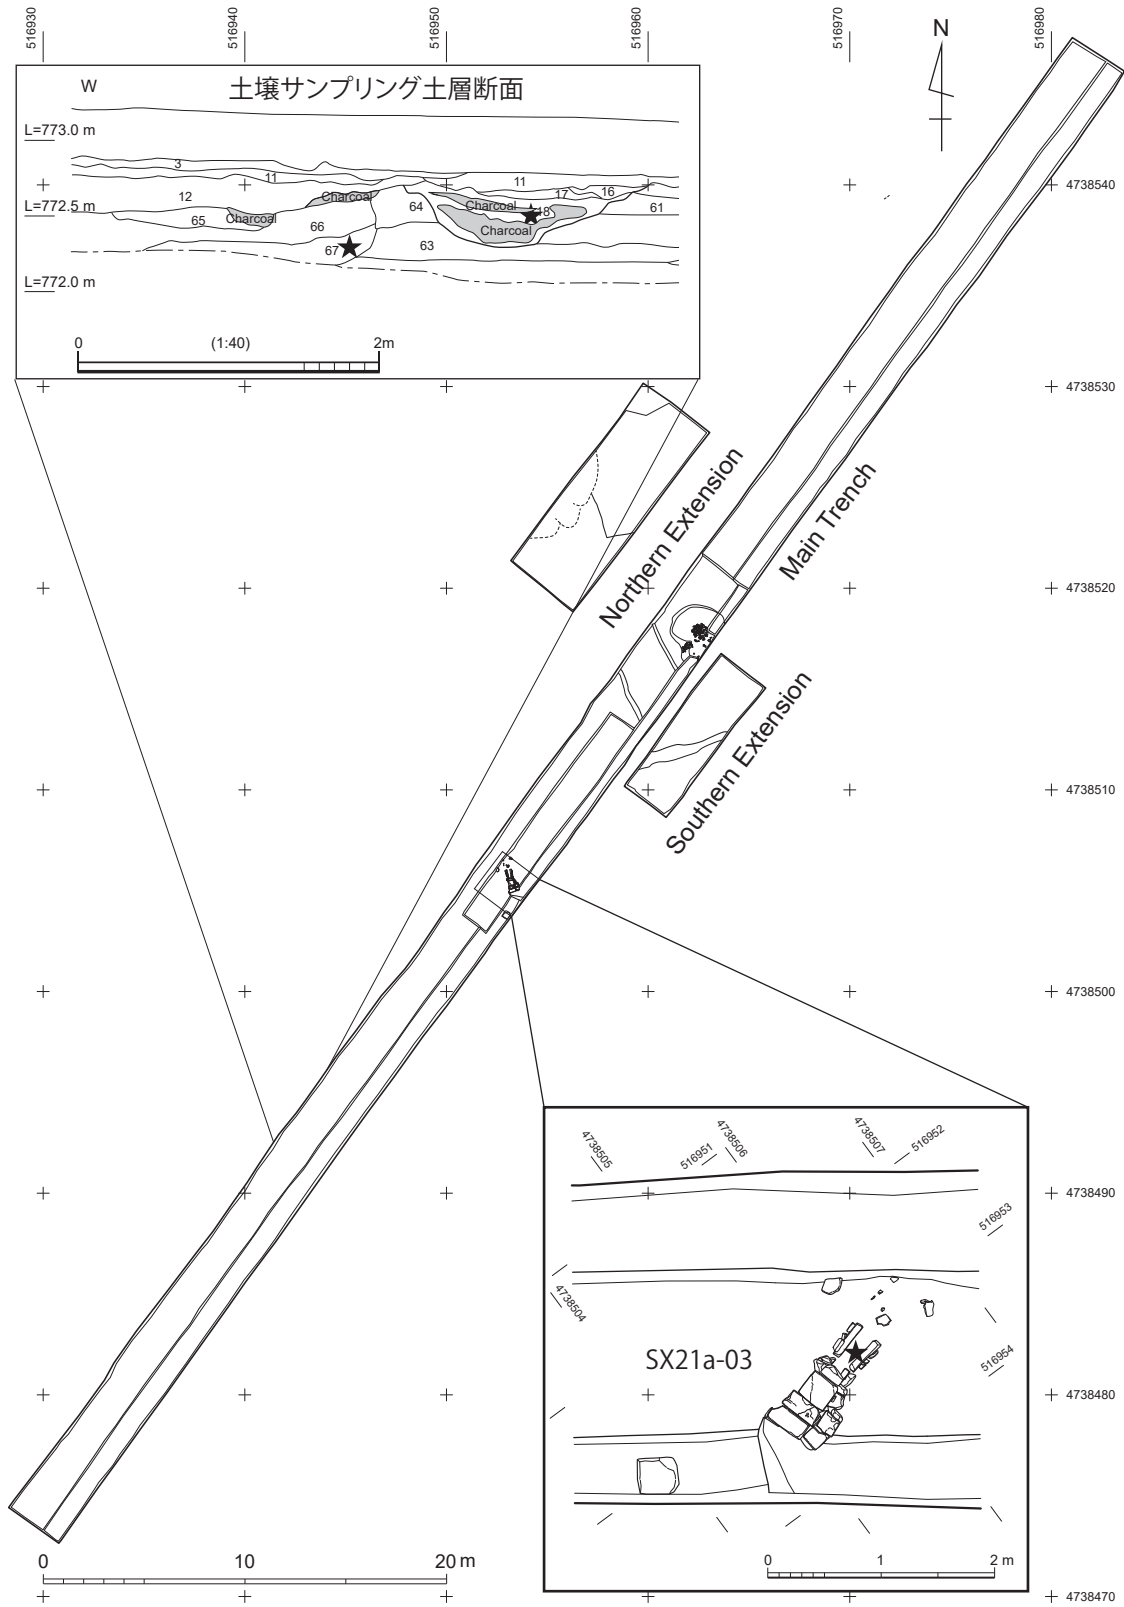 516930
516940
516950
516960
516970
516980
N
W
土壌サンプリング土層断面
L=773.0 m
L=772.5 m
L=772.0 m
3
11
11
12
Charcoal
17
16
Charcoal
64
18
61
Charcoal
65
66
Charcoal
67
63
0
(1:40)
2m
4738540
4738530
4738520
4738510
4738500
4738490
4738480
4738470
Northern Extension
Main Trench
Southern Extension
4738505
516951
4738506
4738507
516952
516953
4738504
516954
SX21a-03
0
1
2 m
0
10
20 m